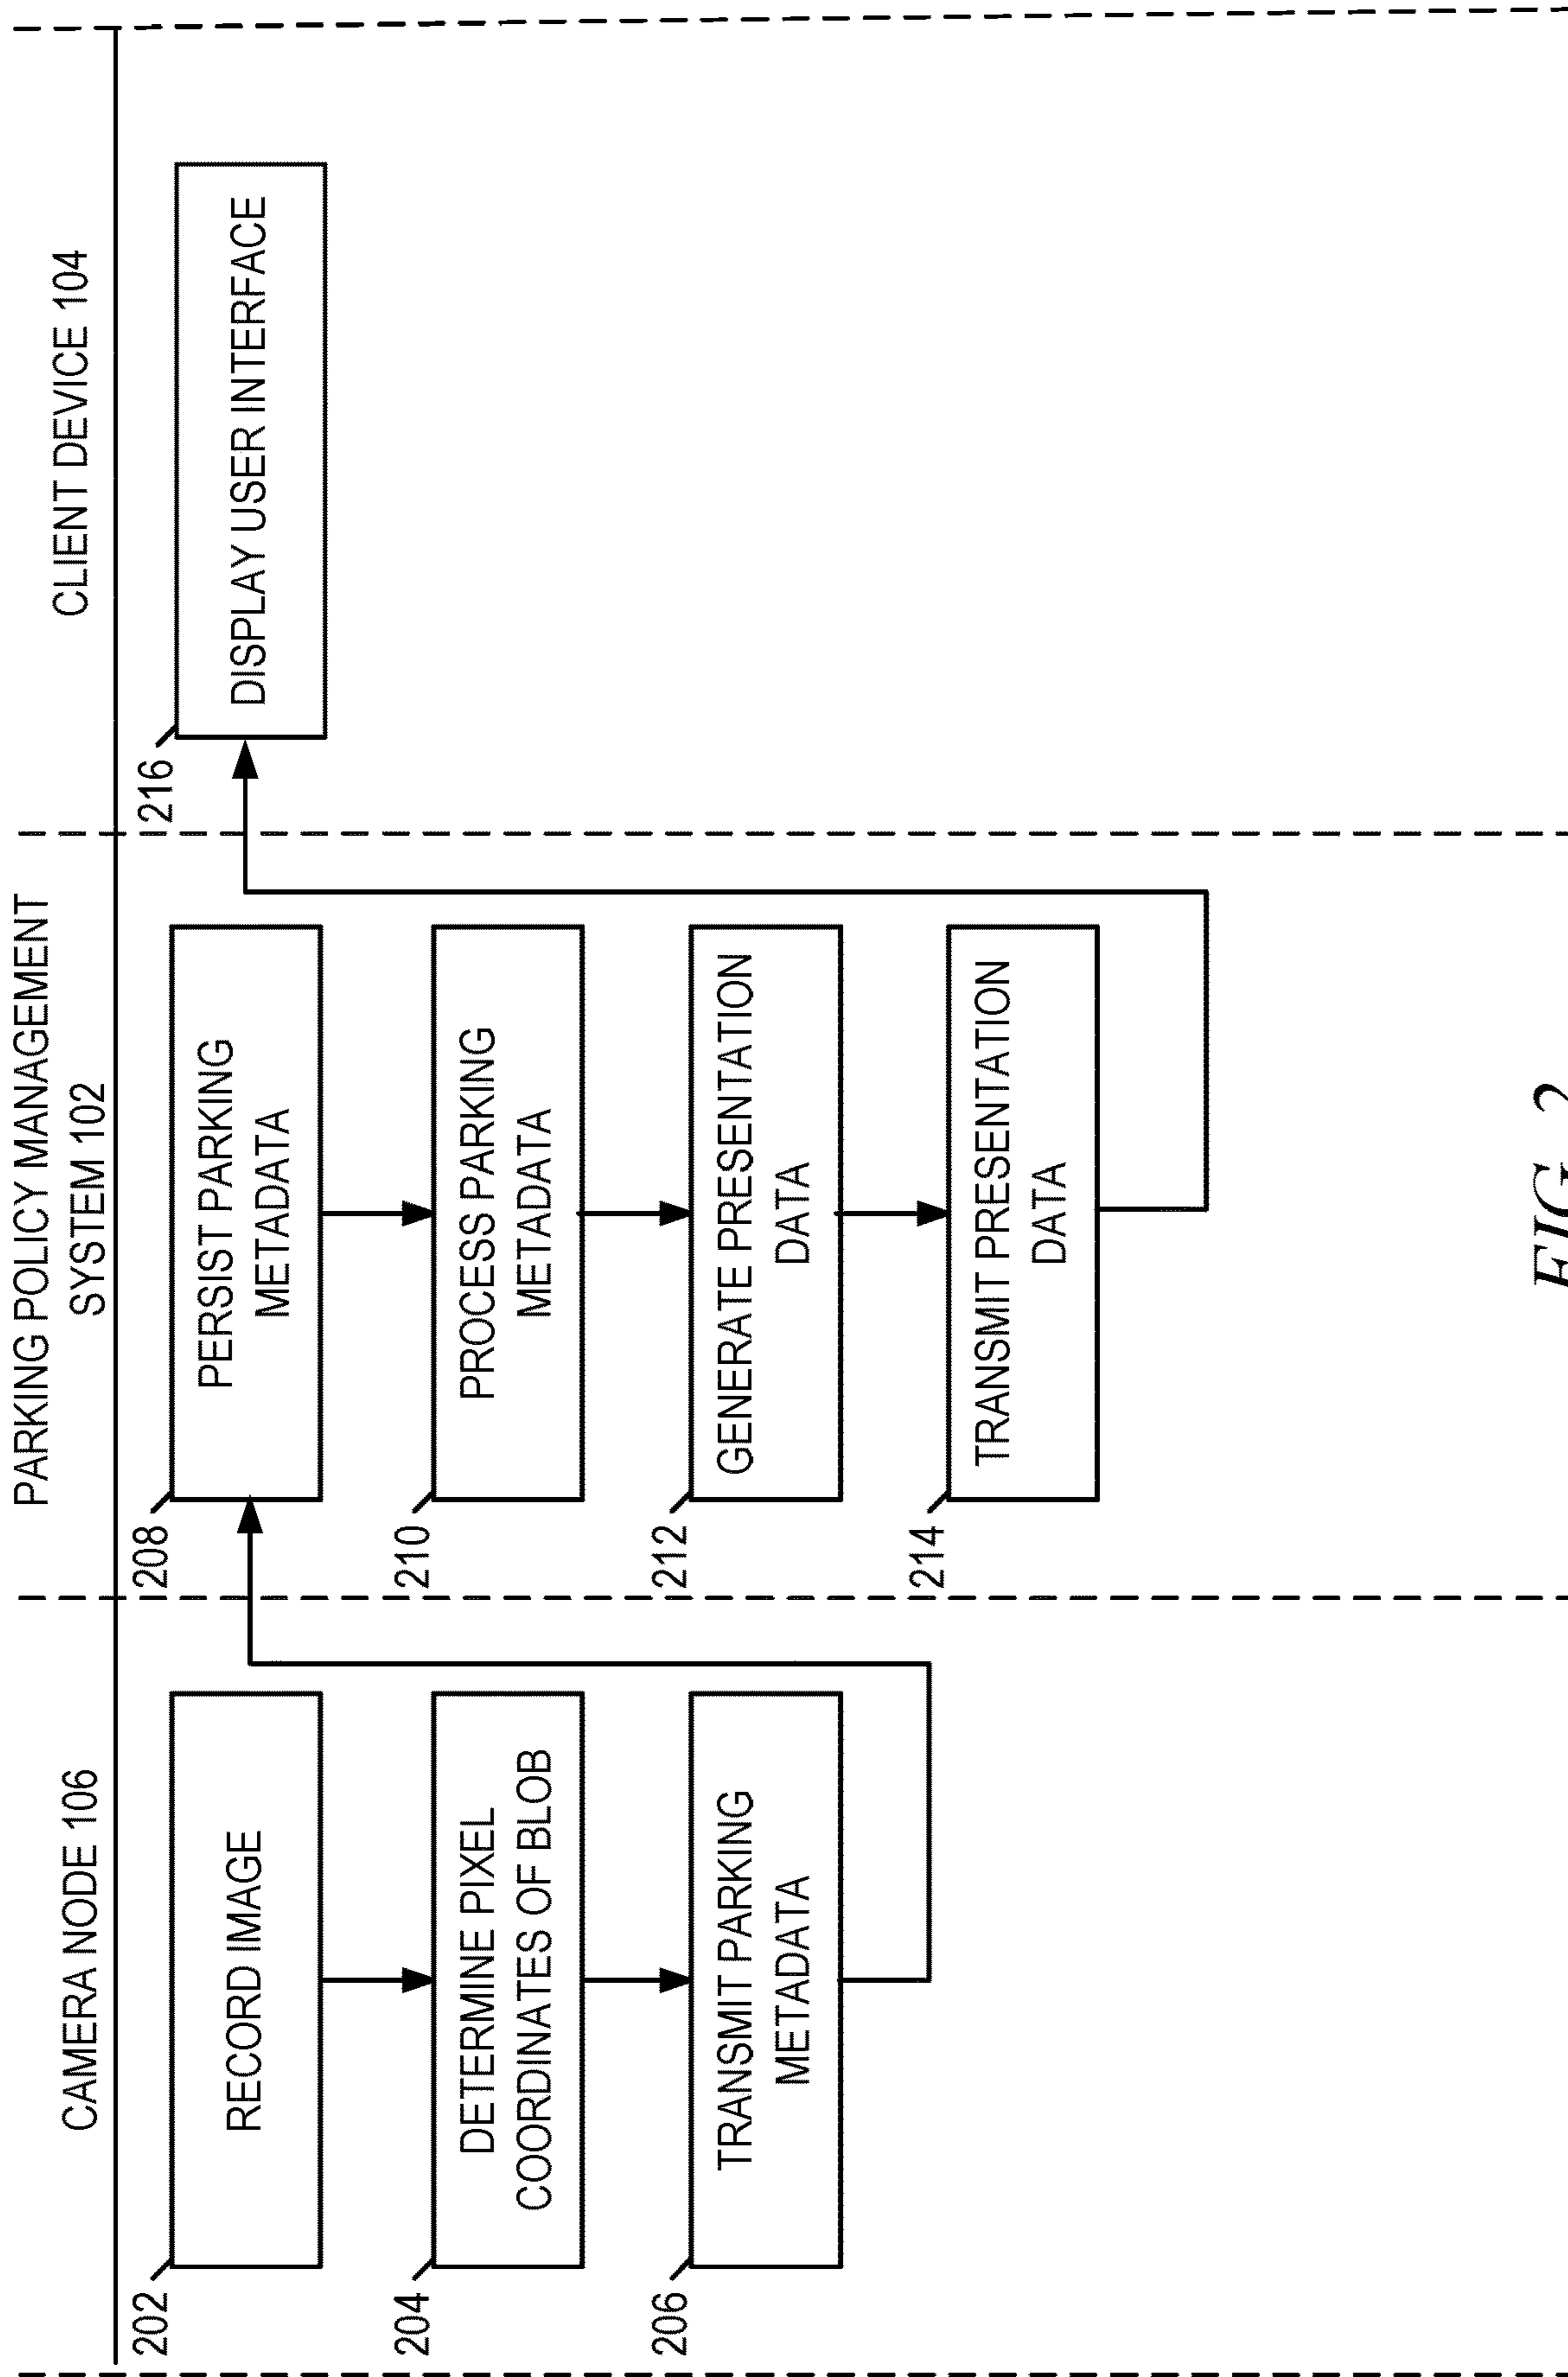 CAMERA NODE 106
PARKING POLICY MANAGEMENT
SYSTEM 102
CLIENT DEVICE 104
202
RECORD IMAGE
204
DETERMINE PIXEL
COORDINATES OF BLOB
206
TRANSMIT PARKING
METADATA
208
PERSIST PARKING
METADATA
210
PROCESS PARKING
METADATA
212
GENERATE PRESENTATION
DATA
214
TRANSMIT PRESENTATION
DATA
216
DISPLAY USER INTERFACE
FIG. 2